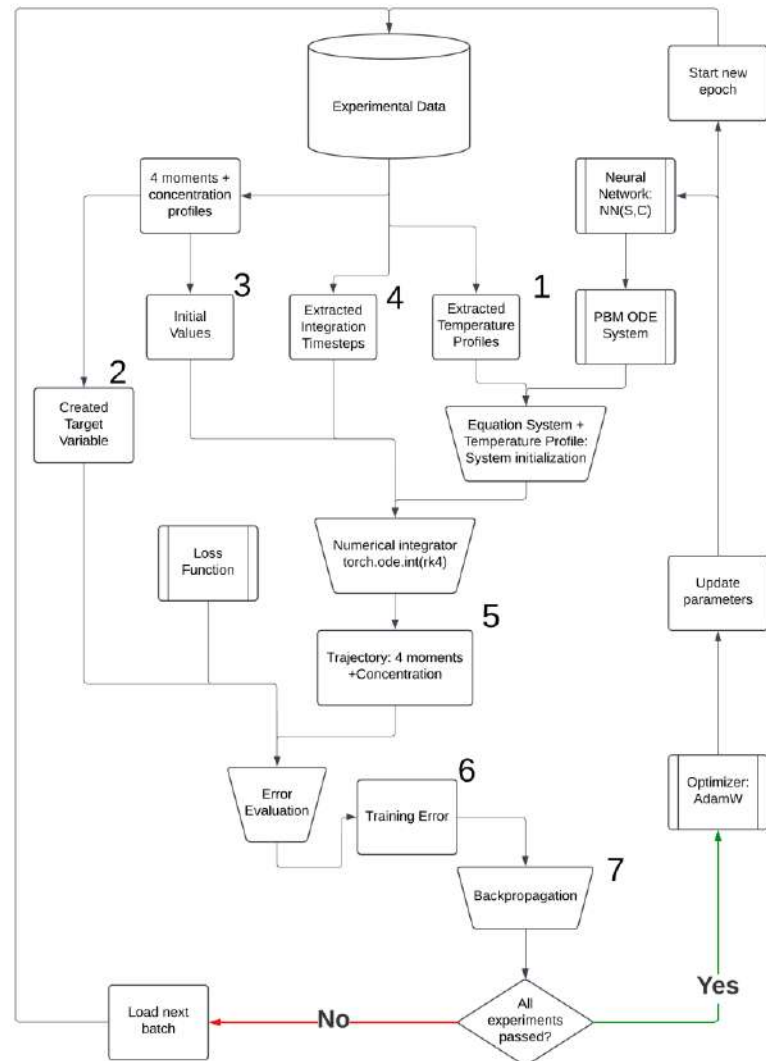 Experimental Data
Start new
epoch
4 moments +
concentration
profiles
Neural
Network:
NN(S,C)
3
4
1
Initial
Values
Extracted
Integration
Timesteps
Extracted
Temperature
Profiles
PBM ODE
System
2
Created
Target
Variable
Equation System +
Temperature Profile:
System initialization
Loss
Function
Numerical integrator
torch.ode.int(rk4)
Update
parameters
5
Trajectory: 4 moments
+Concentration
6
Error
Evaluation
Training Error
Optimizer:
AdamW
7
Backpropagation
Yes
Load next
batch
No
All
experiments
passed?